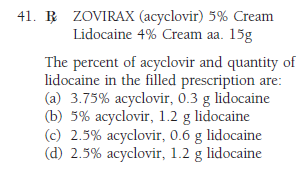 41. ℞ ZOVIRAX (acyclovir) 5% Cream
Lidocaine 4% Cream aa. 15g
The percent of acyclovir and quantity of
lidocaine in the filled prescription are:
(a) 3.75% acyclovir, 0.3 g lidocaine
(b) 5% acyclovir, 1.2 g lidocaine
(c) 2.5% acyclovir, 0.6 g lidocaine
(d) 2.5% acyclovir, 1.2 g lidocaine